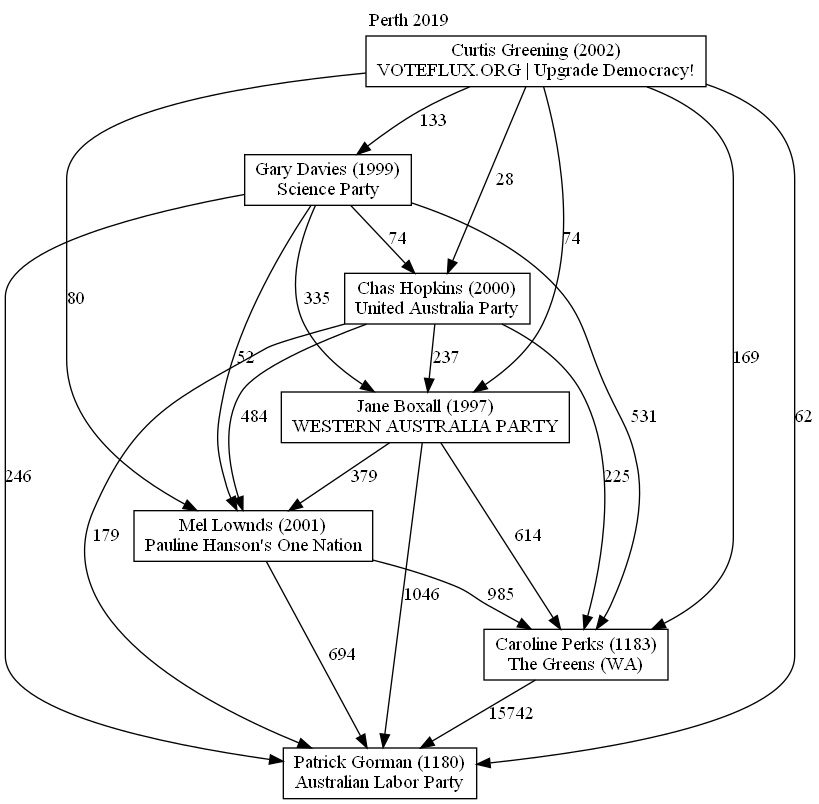 Perth 2019
Curtis Greening (2002)
VOTEFLUX.ORG | Upgrade Democracy!
133
Gary Davies (1999)
Science Party
28
74
74
Chas Hopkins (2000)
United Australia Party
80
335
52
237
169
Jane Boxall (1997)
WESTERN AUSTRALIA PARTY
484
531
62
246
379
225
Mel Lownds (2001)
Pauline Hanson's One Nation
179
614
1046
985
Caroline Perks (1183)
The Greens (WA)
694
15742
Patrick Gorman (1180)
Australian Labor Party